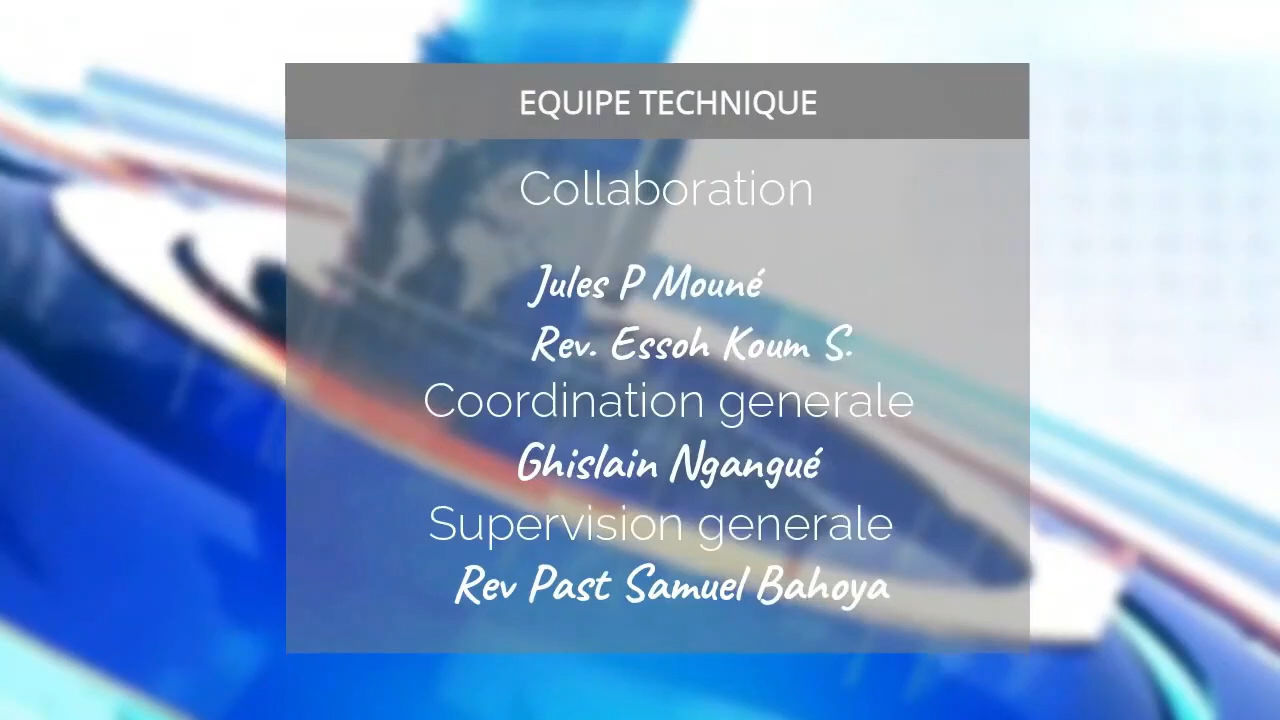 EQUIPE TECHNIQUE
Collaboration
Jules P Mouné
Rev. Essoh Koum S.
Coordination generale
Ghislain Ngangué
Supervision generale
Rev Past Samuel Bahoya